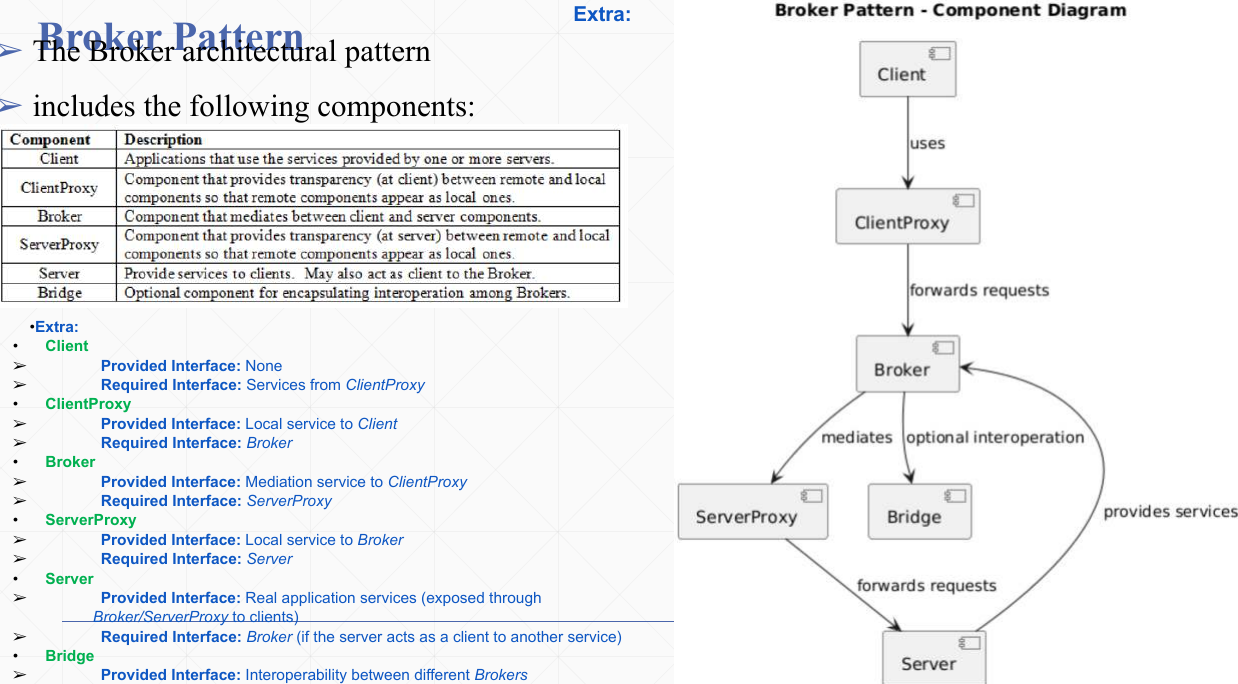 Extra:
Broker Pattern
➢ The Broker architectural pattern
➢ includes the following components:
Component Description
Client Applications that use the services provided by one or more servers.
ClientProxy Component that provides transparency (at client) between remote and local
components so that remote components appear as local ones.
Broker Component that mediates between client and server components.
ServerProxy Component that provides transparency (at server) between remote and local
components so that remote components appear as local ones.
Server Provide services to clients. May also act as client to the Broker.
Bridge Optional component for encapsulating interoperation among Brokers.
•Extra:
• Client
➢ Provided Interface: None
➢ Required Interface: Services from ClientProxy
• ClientProxy
➢ Provided Interface: Local service to Client
➢ Required Interface: Broker
• Broker
➢ Provided Interface: Mediation service to ClientProxy
➢ Required Interface: ServerProxy
• ServerProxy
➢ Provided Interface: Local service to Broker
➢ Required Interface: Server
• Server
➢ Provided Interface: Real application services (exposed through
Broker/ServerProxy to clients)
➢ Required Interface: Broker (if the server acts as a client to another service)
• Bridge
➢ Provided Interface: Interoperability between different Brokers
Broker Pattern - Component Diagram
Client
uses
ClientProxy
forwards requests
Broker
mediates
optional interoperation
ServerProxy
Bridge
provides services
forwards requests
Server